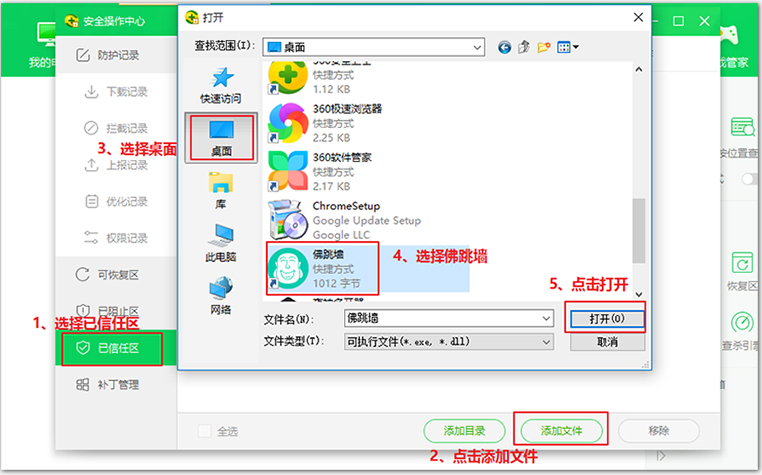 安全操作中心
打开
查找范围(I):
桌面
我的电
防护记录
下载记录
3、选择桌面
拦截记录
上报记录
优化记录
权限记录
可恢复区
已阻止区
1、选择已信任区
已信任区
补丁管理
快速访问
桌面
库
此电脑
网络
快捷方式
1.12 KB
360极速浏览器
快捷方式
2.25 KB
360软件管家
快捷方式
2.17 KB
ChromeSetup
Google Update Setup
Google LLC
佛跳墙
快捷方式
1012 字节
4、选择佛跳墙
5、点击打开
文件名(N):
佛跳墙
打开(O)
文件类型(T):
可执行文件(*.exe, *.dll)
取消
管家
按位置查
恢复区
查杀引
全选
添加目录
添加文件
移除
2、点击添加文件